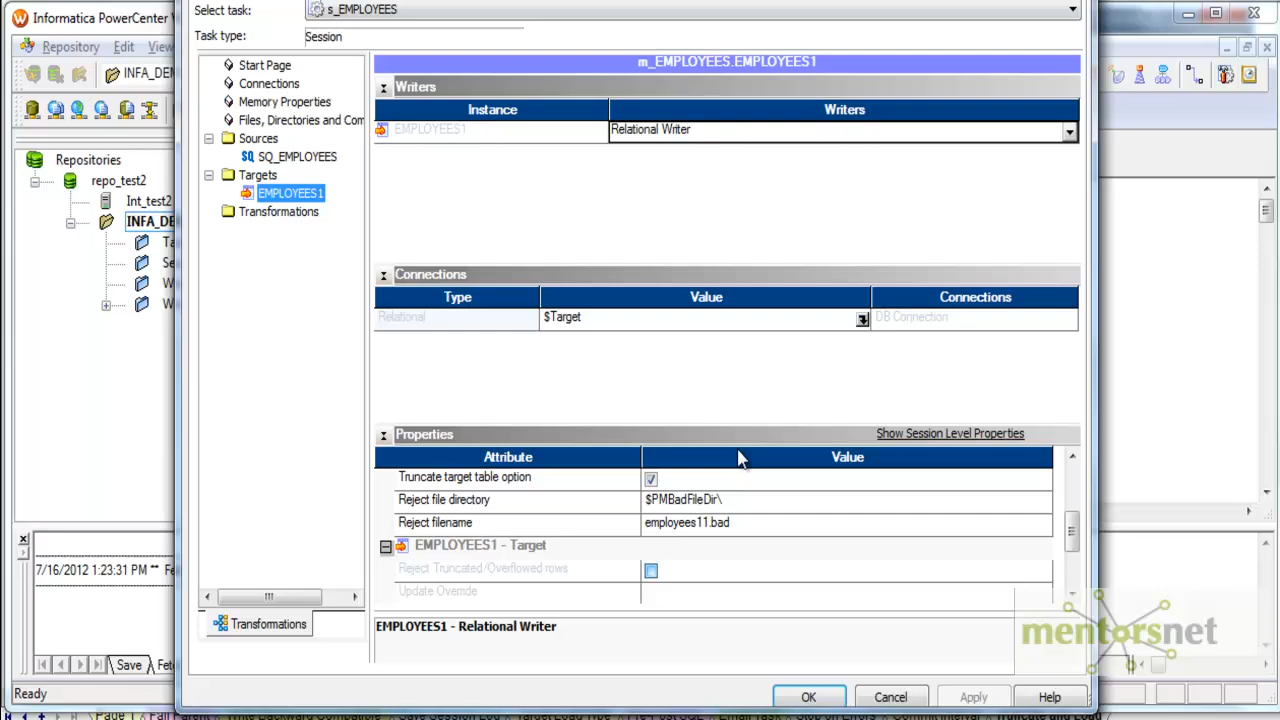 Informatica PowerCenter
Select task:
s_EMPLOYEES
Task type:
Session
Repository
Edit
View
INFA_DE
Start Page
Connections
Memory Properties
Files, Directories and Com
Sources
SQ_EMPLOYEES
Targets
EMPLOYEES1
Transformations
Transformations
Repositories
repo_test2
Int_test2
INFA_DE
Ta
Se
W
W
7/16/2012 1:23:31 PM **
Save
Ready
m_EMPLOYEES.EMPLOYEES1
Writers
Instance Writers
EMPLOYEES1 Relational Writer
Connections
Type Value Connections
Relational $Target DB Connection
Properties Show Session Level Properties
Attribute Value
Truncate target table option
Reject file directory $PMBadFileDir\
Reject filename employees11.bad
EMPLOYEES1 - Target
Reject Truncated/Overflowed rows
Update Override
EMPLOYEES1 - Relational Writer
mentorsnet
OK Cancel Apply Help